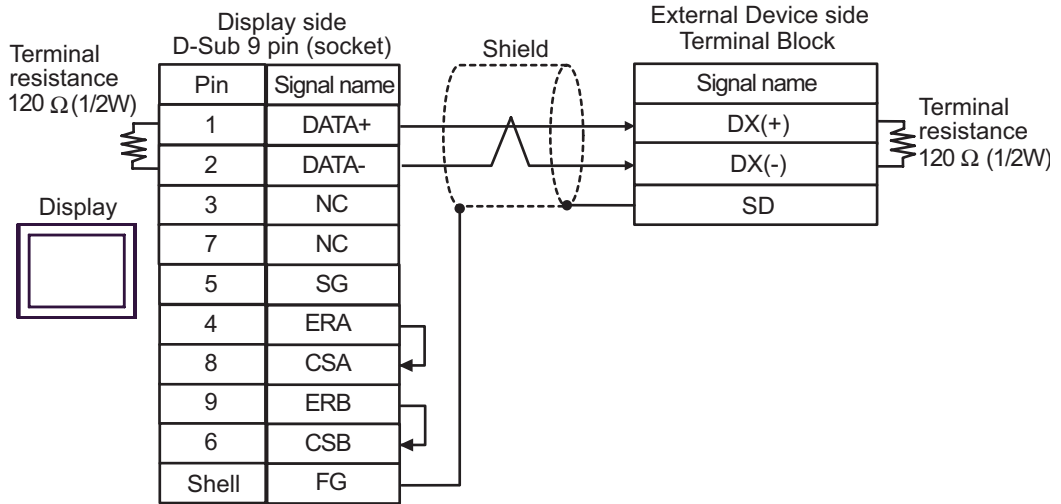 Display side
D-Sub 9 pin (socket)
Terminal
resistance
120 Ω (1/2W)
Pin Signal name
1 DATA+
2 DATA-
3 NC
7 NC
5 SG
4 ERA
8 CSA
9 ERB
6 CSB
Shell FG
Display
Shield
External Device side
Terminal Block
Signal name
DX(+)
DX(-)
SD
Terminal
resistance
120 Ω (1/2W)